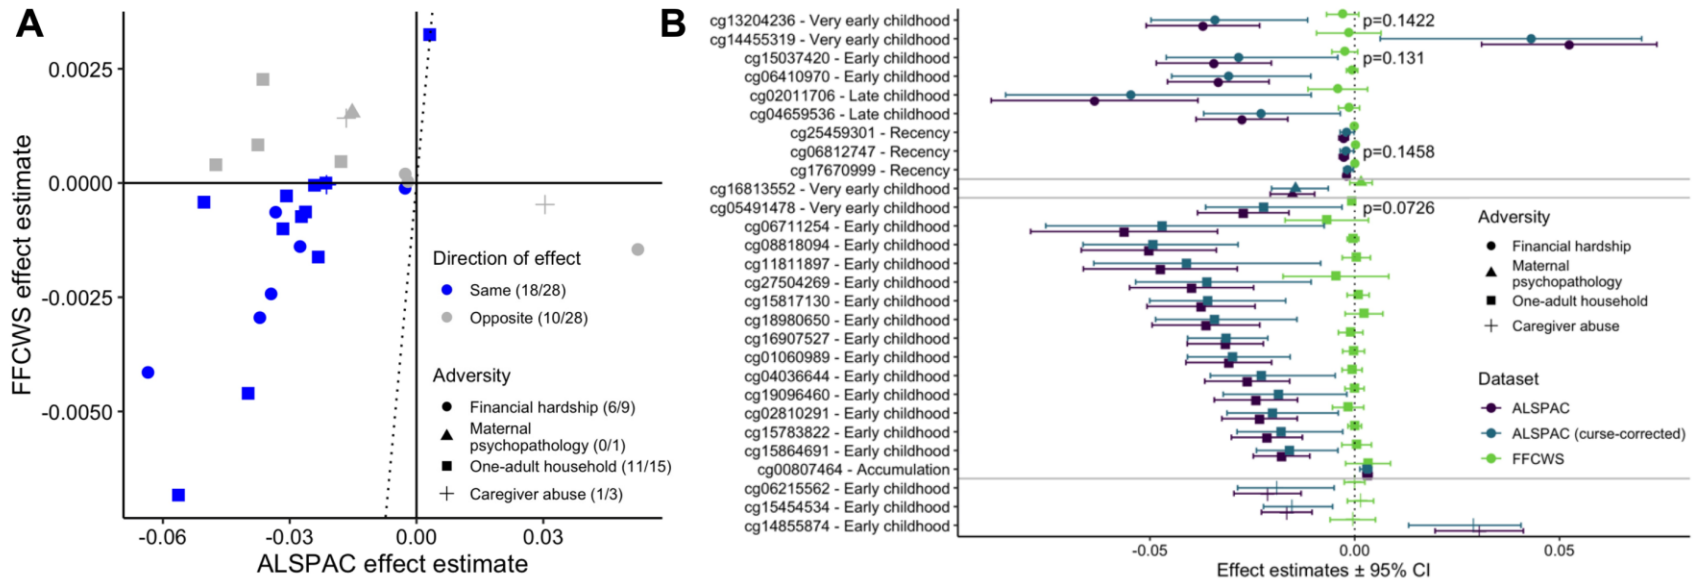 A
0.0025
0.0000
-0.0025
-0.0050
FFCWS effect estimate
Direction of effect
Same (18/28)
Opposite (10/28)
Adversity
Financial hardship (6/9)
Maternal
psychopathology (0/1)
One-adult household (11/15)
Caregiver abuse (1/3)
-0.06
-0.03
0.00
0.03
ALSPAC effect estimate
B
cg13204236 - Very early childhood
p=0.1422
cg14455319 - Very early childhood
cg15037420 - Early childhood
p=0.131
cg06410970 - Early childhood
cg02011706 - Late childhood
cg04659536 - Late childhood
cg25459301 - Recency
cg06812747 - Recency
p=0.1458
cg17670999 - Recency
cg16813552 - Very early childhood
cg05491478 - Very early childhood
p=0.0726
cg06711254 - Early childhood
cg08818094 - Early childhood
cg11811897 - Early childhood
cg27504269 - Early childhood
cg15817130 - Early childhood
cg18980650 - Early childhood
cg16907527 - Early childhood
cg01060989 - Early childhood
cg04036644 - Early childhood
cg19096460 - Early childhood
cg02810291 - Early childhood
cg15783822 - Early childhood
cg15864691 - Early childhood
cg00807464 - Accumulation
cg06215562 - Early childhood
cg15454534 - Early childhood
cg14855874 - Early childhood
Adversity
Financial hardship
Maternal
psychopathology
One-adult household
Caregiver abuse
Dataset
ALSPAC
ALSPAC (curse-corrected)
FFCWS
-0.05
0.00
0.05
Effect estimates ± 95% CI